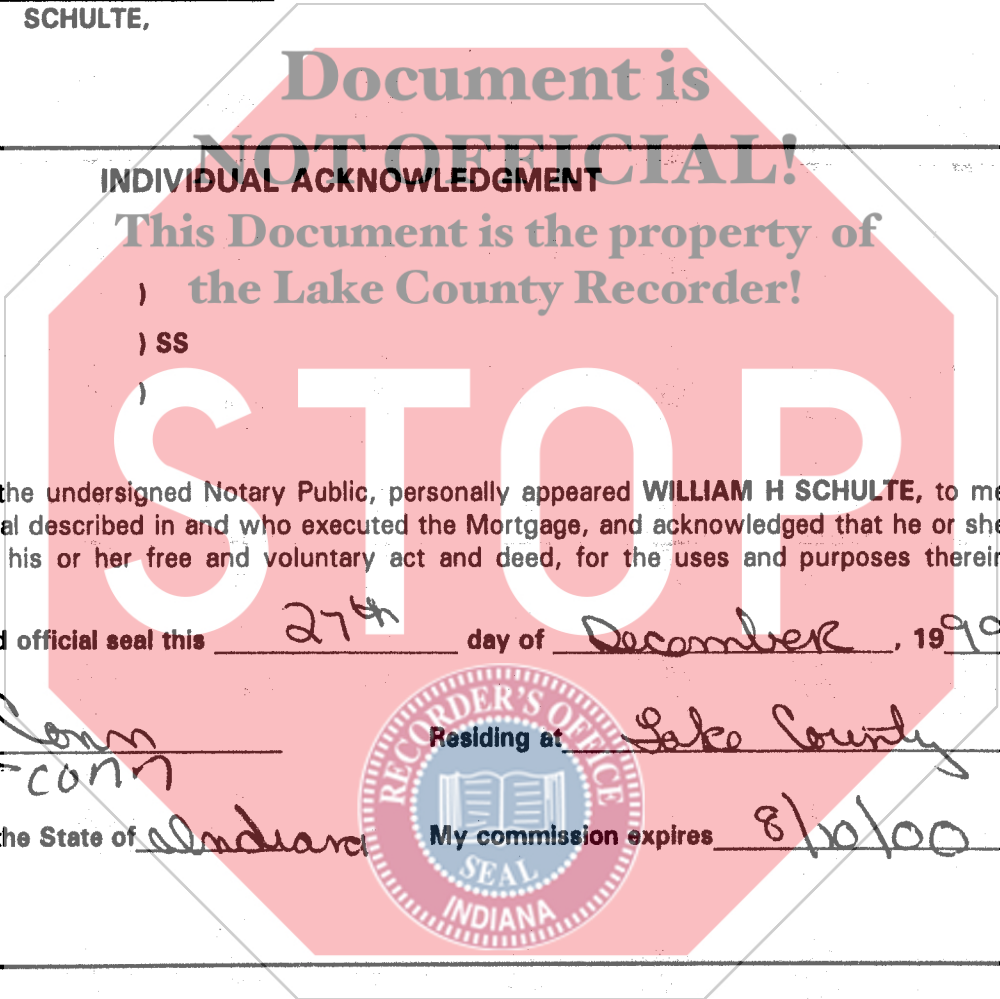 SCHULTE,
Document is
NOT OFFICIAL!
INDIVIDUAL ACKNOWLEDGMENT
This Document is the property of
the Lake County Recorder!
)
) SS
)
STOP
the undersigned Notary Public, personally appeared WILLIAM H SCHULTE, to me
al described in and who executed the Mortgage, and acknowledged that he or she
his or her free and voluntary act and deed, for the uses and purposes therein
official seal this 27th day of December, 1999
Conn Residing at Lake County
-conn
the State of Indiana My commission expires 8/10/00
RECORDER'S OFFICE
SEAL
INDIANA